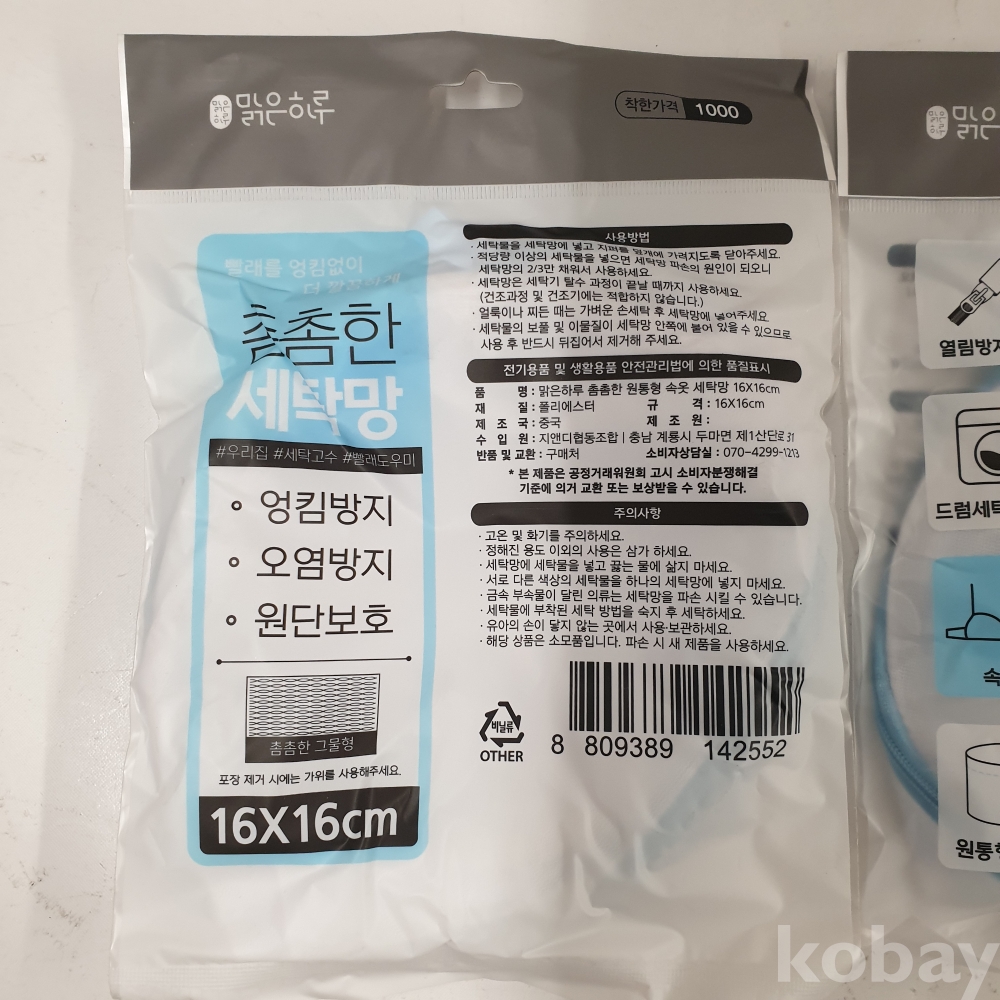 맑은하루
착한가격 1000
맑은하루
빨래를 엉킴없이
더 깔끔하게
촘촘한
세탁망
#우리집 #세탁고수 #빨래도우미
엉킴방지
오염방지
원단보호
촘촘한 그물형
포장 제거 시에는 가위를 사용해주세요.
16X16cm
사용방법
· 세탁물을 세탁망에 넣고 지퍼를 덮개에 가려지도록 닫아주세요.
· 적당량 이상의 세탁물을 넣으면 세탁망 파손의 원인이 되오니
세탁망의 2/3만 채워서 사용하세요.
· 세탁망은 세탁기 탈수 과정이 끝날 때까지 사용하세요.
(건조과정 및 건조기에는 적합하지 않습니다.)
· 얼룩이나 찌든 때는 가벼운 손세탁 후 세탁망에 넣어주세요.
· 세탁물의 보풀 및 이물질이 세탁망 안쪽에 붙어 있을 수 있으므로
사용 후 반드시 뒤집어서 제거해 주세요.
전기용품 및 생활용품 안전관리법에 의한 품질표시
품 명 : 맑은하루 촘촘한 원통형 속옷 세탁망 16X16cm
재 질 : 폴리에스터 규 격 : 16X16cm
제 조 국 : 중국 제 조 원 :
수 입 원 : 지앤디협동조합 | 충남 계룡시 두마면 제1산단로 31
반품 및 교환 : 구매처 소비자상담실 : 070-4299-1213
* 본 제품은 공정거래위원회 고시 소비자분쟁해결
기준에 의거 교환 또는 보상받을 수 있습니다.
주의사항
· 고온 및 화기를 주의하세요.
· 정해진 용도 이외의 사용은 삼가 하세요.
· 세탁망에 세탁물을 넣고 끓는 물에 삶지 마세요.
· 서로 다른 색상의 세탁물을 하나의 세탁망에 넣지 마세요.
· 금속 부속물이 달린 의류는 세탁망을 파손 시킬 수 있습니다.
· 세탁물에 부착된 세탁 방법을 숙지 후 세탁하세요.
· 유아의 손이 닿지 않는 곳에서 사용·보관하세요.
· 해당 상품은 소모품입니다. 파손 시 새 제품을 사용하세요.
비닐류
OTHER
8 809389 142552
맑은하
열림방지
드럼세탁
속
원통형
kobay